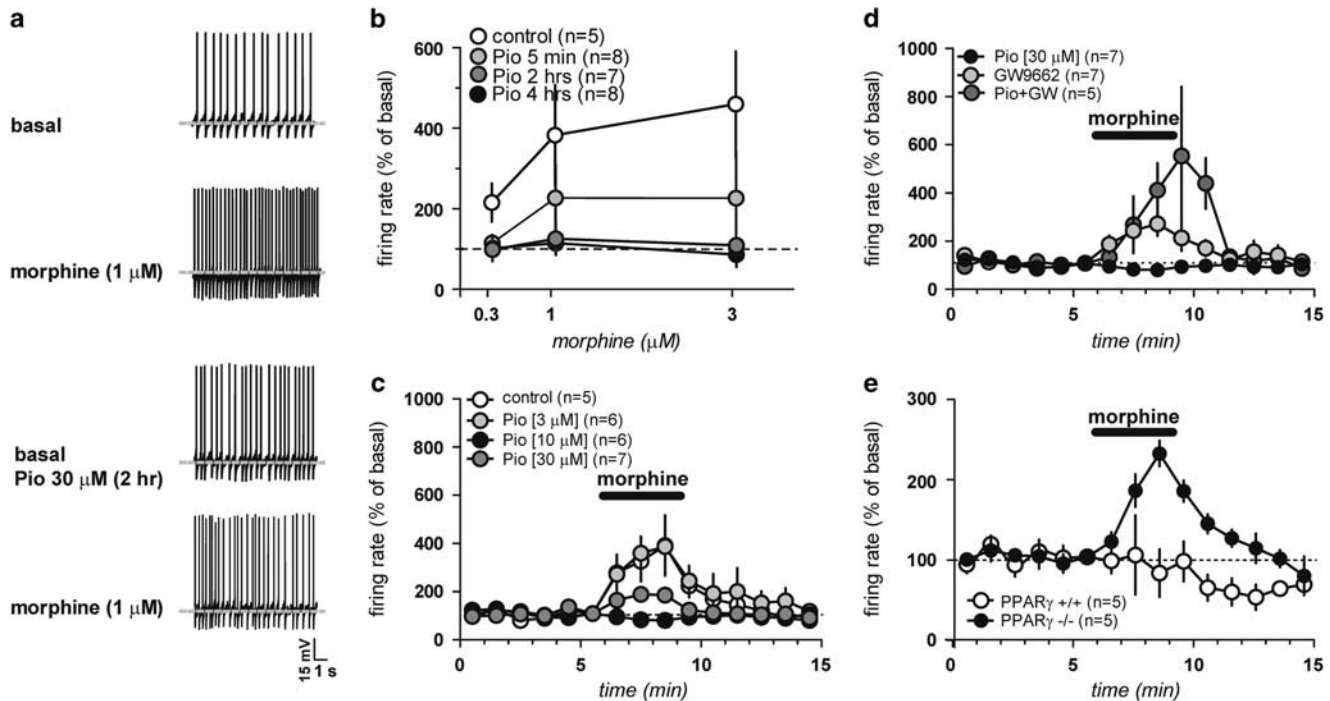 a
basal
morphine (1 μM)
basal
Pio 30 μM (2 hr)
morphine (1 μM)
15 mV
1 s
b
firing rate (% of basal)
600
400
200
0
control (n=5)
Pio 5 min (n=8)
Pio 2 hrs (n=7)
Pio 4 hrs (n=8)
0.3
1
3
morphine (μM)
c
firing rate (% of basal)
1000
800
600
400
200
0
control (n=5)
Pio [3 μM] (n=6)
Pio [10 μM] (n=6)
Pio [30 μM] (n=7)
morphine
0
5
10
15
time (min)
d
firing rate (% of basal)
1000
800
600
400
200
0
Pio [30 μM] (n=7)
GW9662 (n=7)
Pio+GW (n=5)
morphine
0
5
10
15
time (min)
e
firing rate (% of basal)
300
200
100
0
morphine
PPARγ +/+ (n=5)
PPARγ -/- (n=5)
0
5
10
15
time (min)